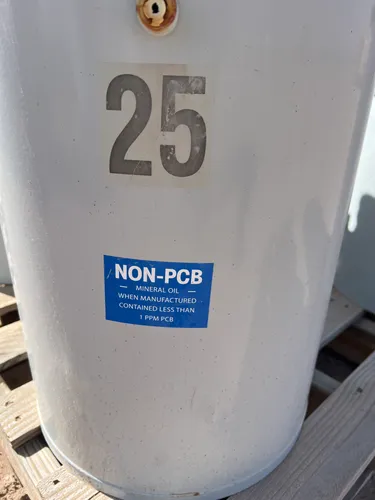 25
NON-PCB
— MINERAL OIL —
WHEN MANUFACTURED
CONTAINED LESS THAN
1 PPM PCB